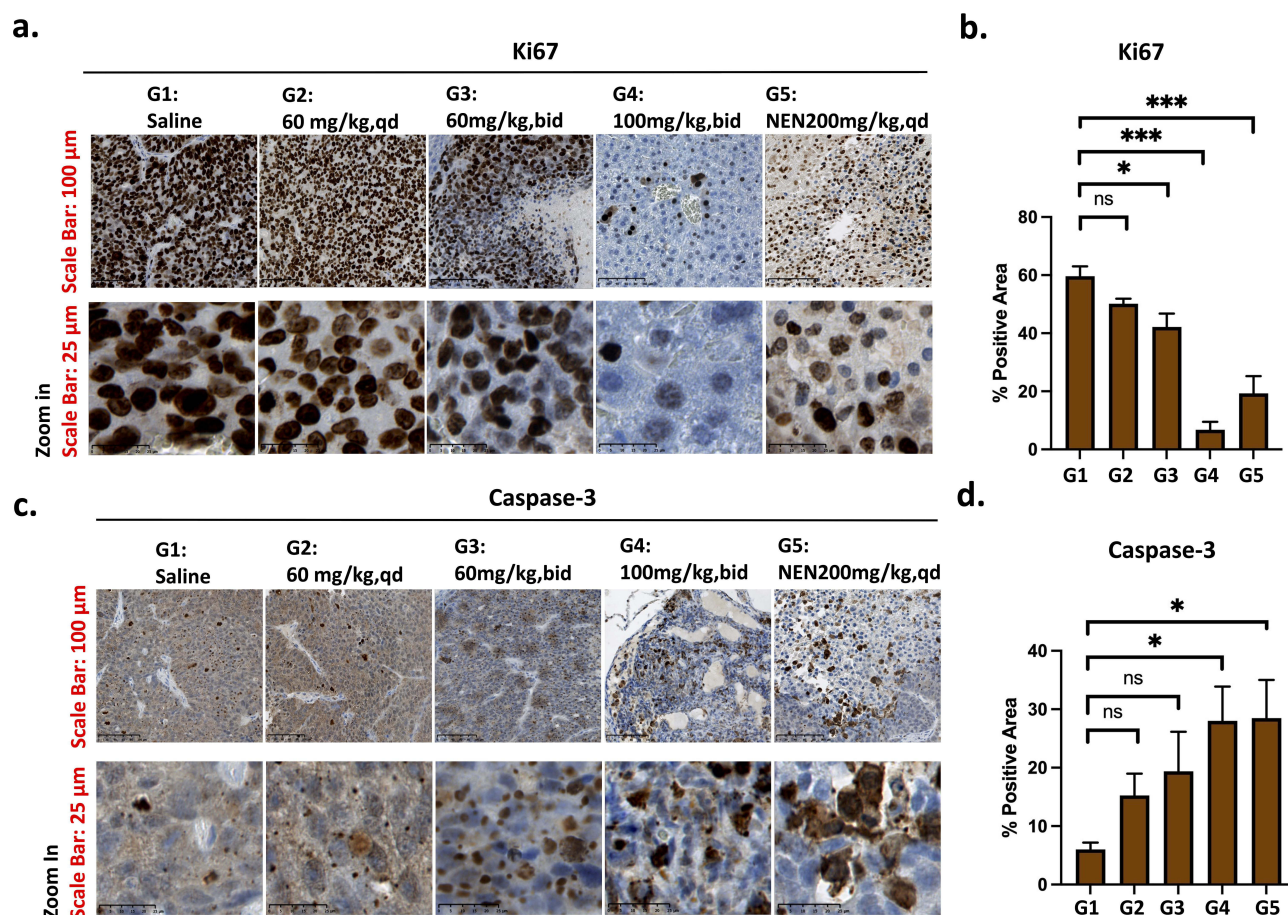 a.
Ki67
G1:
Saline
G2:
60 mg/kg,qd
G3:
60mg/kg,bid
G4:
100mg/kg,bid
G5:
NEN200mg/kg,qd
Scale Bar: 100 μm
Zoom in
Scale Bar: 25 μm
b.
Ki67
***
***
*
ns
% Positive Area
80
60
40
20
0
G1 G2 G3 G4 G5
c.
Caspase-3
G1:
Saline
G2:
60 mg/kg,qd
G3:
60mg/kg,bid
G4:
100mg/kg,bid
G5:
NEN200mg/kg,qd
Scale Bar: 100 μm
Zoom In
Scale Bar: 25 μm
d.
Caspase-3
*
*
ns
ns
% Positive Area
40
30
20
10
0
G1 G2 G3 G4 G5